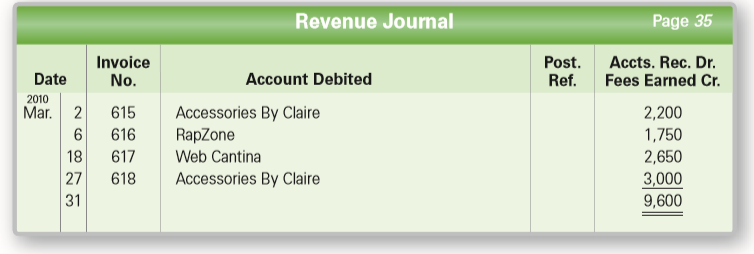 Revenue Journal Page 35
Date Invoice No. Account Debited Post. Ref. Accts. Rec. Dr. Fees Earned Cr.
2010
Mar. 2 615 Accessories By Claire 2,200
6 616 RapZone 1,750
18 617 Web Cantina 2,650
27 618 Accessories By Claire 3,000
31 9,600